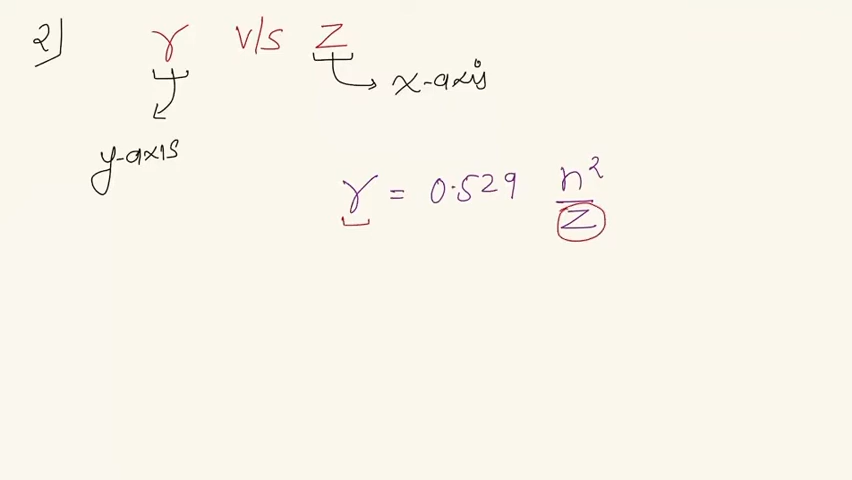 2) r v/s Z
x-axis
y-axis
r = 0.529 n²/Z